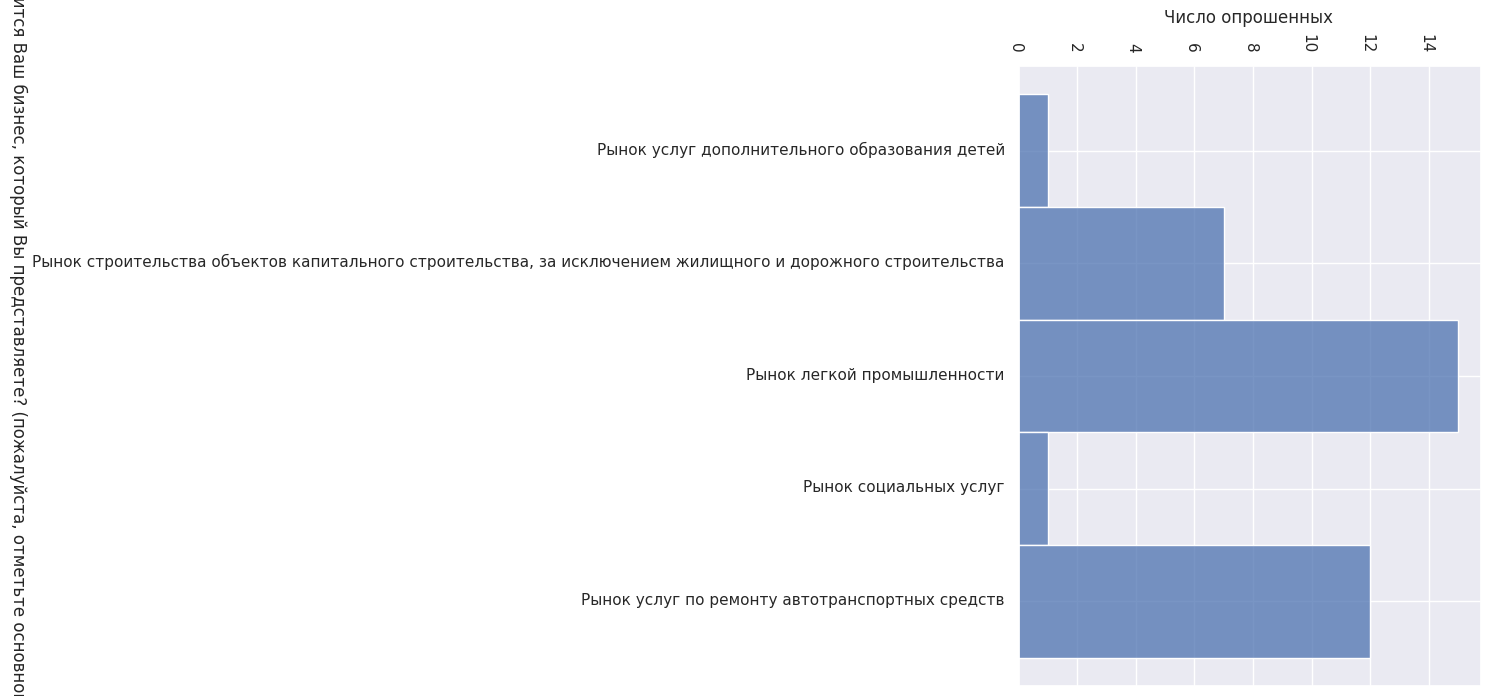 Число опрошенных
0 2 4 6 8 10 12 14
Рынок услуг дополнительного образования детей
Рынок строительства объектов капитального строительства, за исключением жилищного и дорожного строительства
Рынок легкой промышленности
Рынок социальных услуг
Рынок услуг по ремонту автотранспортных средств
Ваш бизнес, который Вы представляете? (пожалуйста, отметьте